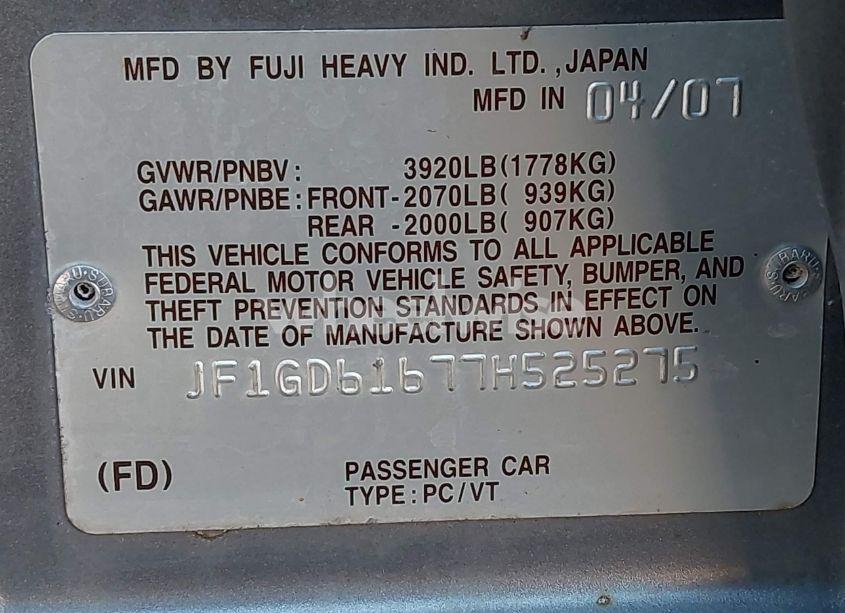 MFD BY FUJI HEAVY IND. LTD., JAPAN
MFD IN 04/07
GVWR/PNBV: 3920LB(1778KG)
GAWR/PNBE: FRONT-2070LB( 939KG)
REAR -2000LB( 907KG)
THIS VEHICLE CONFORMS TO ALL APPLICABLE
FEDERAL MOTOR VEHICLE SAFETY, BUMPER, AND
THEFT PREVENTION STANDARDS IN EFFECT ON
THE DATE OF MANUFACTURE SHOWN ABOVE.
VIN JF1GD61677H525275
(FD) PASSENGER CAR
TYPE: PC/VT